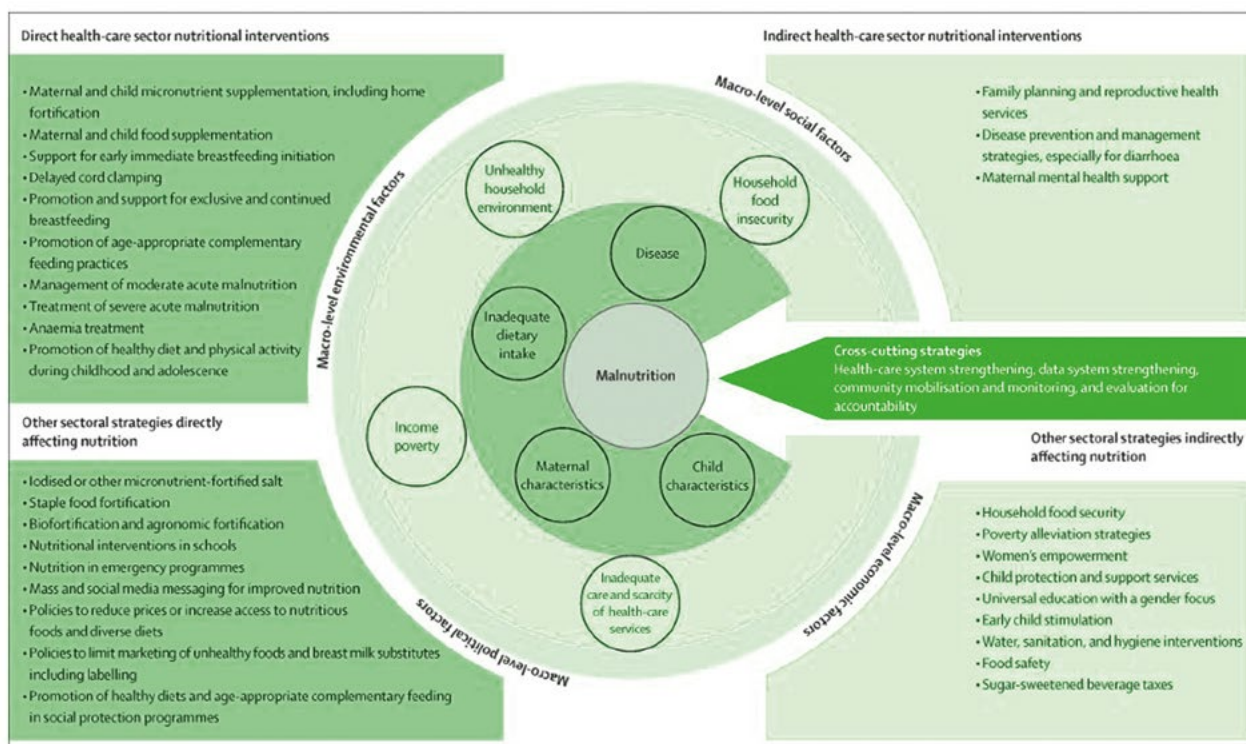 Direct health-care sector nutritional interventions
• Maternal and child micronutrient supplementation, including home
fortification
• Maternal and child food supplementation
• Support for early immediate breastfeeding initiation
• Delayed cord clamping
• Promotion and support for exclusive and continued
breastfeeding
• Promotion of age-appropriate complementary
feeding practices
• Management of moderate acute malnutrition
• Treatment of severe acute malnutrition
• Anaemia treatment
• Promotion of healthy diet and physical activity
during childhood and adolescence
Other sectoral strategies directly
affecting nutrition
• Iodised or other micronutrient-fortified salt
• Staple food fortification
• Biofortification and agronomic fortification
• Nutritional interventions in schools
• Nutrition in emergency programmes
• Mass and social media messaging for improved nutrition
• Policies to reduce prices or increase access to nutritious
foods and diverse diets
• Policies to limit marketing of unhealthy foods and breast milk substitutes
including labelling
• Promotion of healthy diets and age-appropriate complementary feeding
in social protection programmes
Macro-level environmental factors
Macro-level social factors
Macro-level political factors
Macro-level economic factors
Unhealthy
household
environment
Household
food
insecurity
Disease
Inadequate
dietary
intake
Malnutrition
Income
poverty
Maternal
characteristics
Child
characteristics
Inadequate
care and scarcity
of health-care
services
Indirect health-care sector nutritional interventions
• Family planning and reproductive health
services
• Disease prevention and management
strategies, especially for diarrhoea
• Maternal mental health support
Cross-cutting strategies
Health-care system strengthening, data system strengthening,
community mobilisation and monitoring, and evaluation for
accountability
Other sectoral strategies indirectly
affecting nutrition
• Household food security
• Poverty alleviation strategies
• Women's empowerment
• Child protection and support services
• Universal education with a gender focus
• Early child stimulation
• Water, sanitation, and hygiene interventions
• Food safety
• Sugar-sweetened beverage taxes